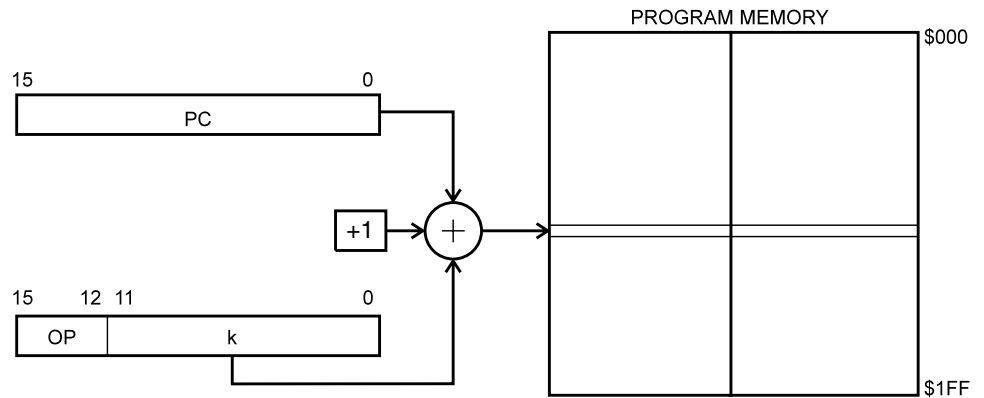 PROGRAM MEMORY
$000
15 0
PC
+1
+
15 12 11 0
OP k
$1FF